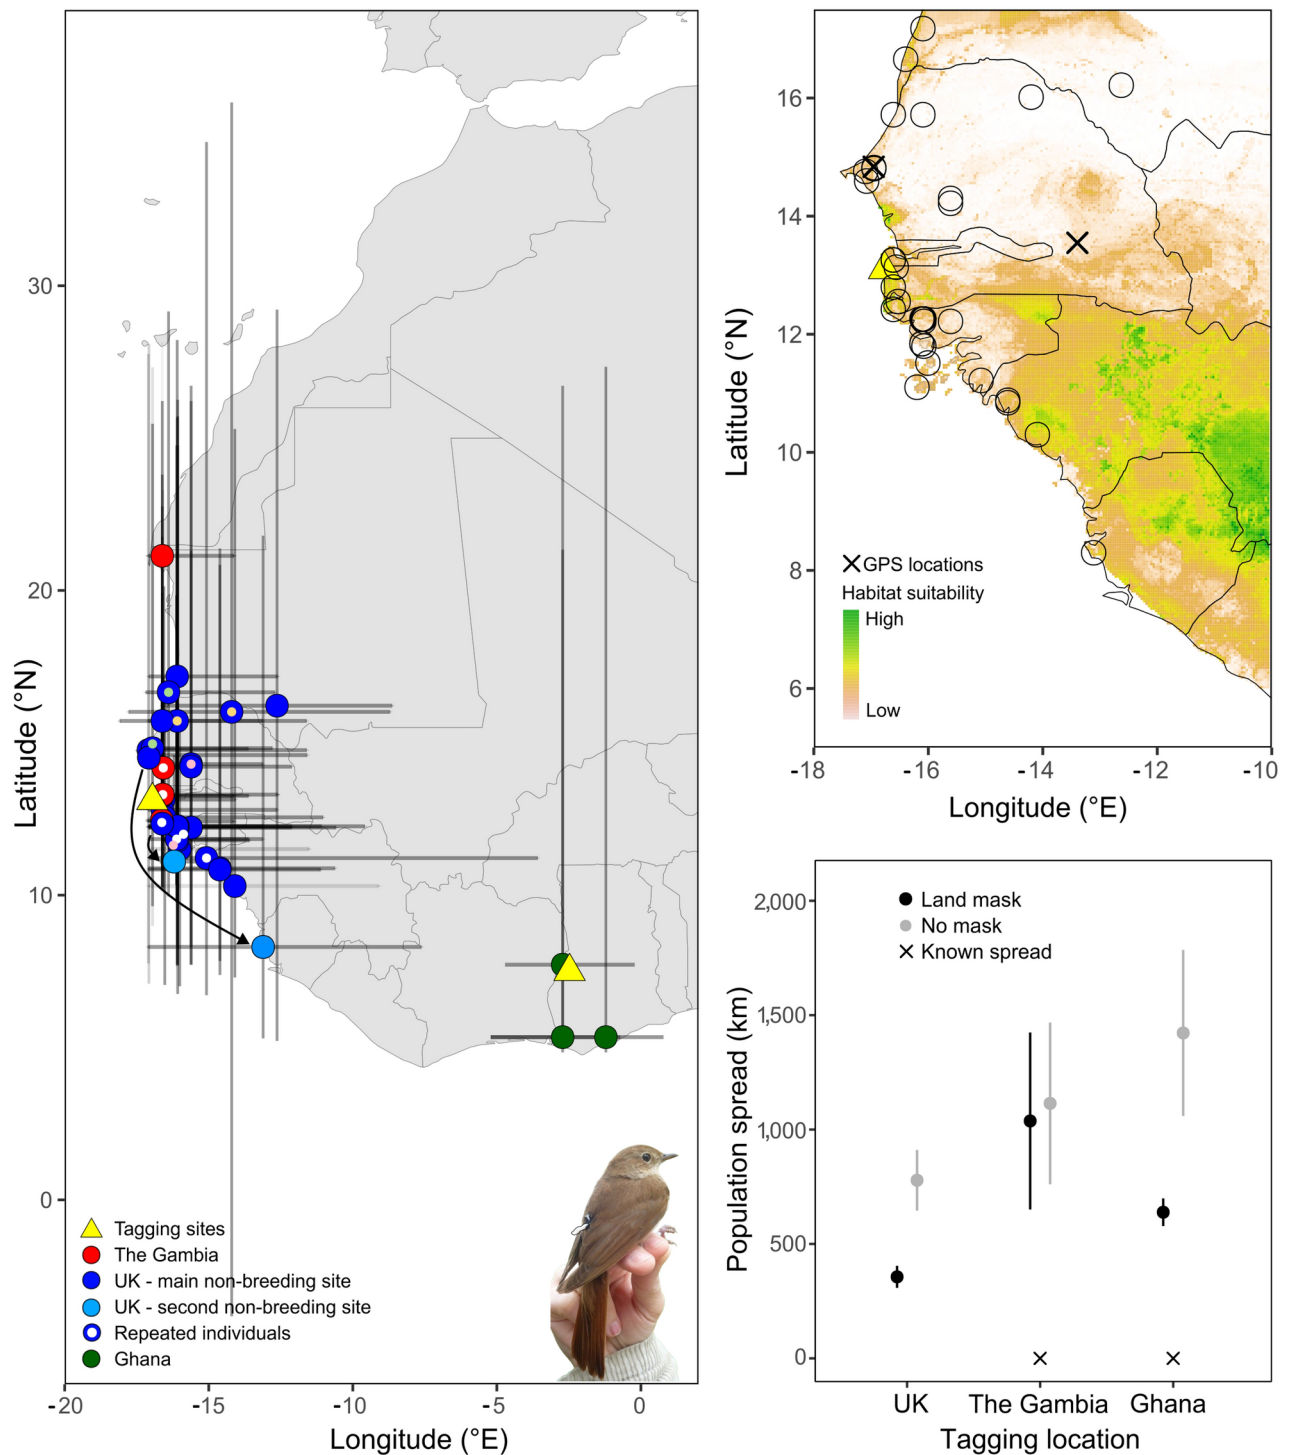 Latitude (°N)
30
20
10
0
-20
-15
-10
-5
0
Longitude (°E)
Tagging sites
The Gambia
UK - main non-breeding site
UK - second non-breeding site
Repeated individuals
Ghana
Latitude (°N)
16
14
12
10
8
6
-18
-16
-14
-12
-10
Longitude (°E)
GPS locations
Habitat suitability
High
Low
Population spread (km)
2,000
1,500
1,000
500
0
Land mask
No mask
Known spread
UK
The Gambia
Ghana
Tagging location